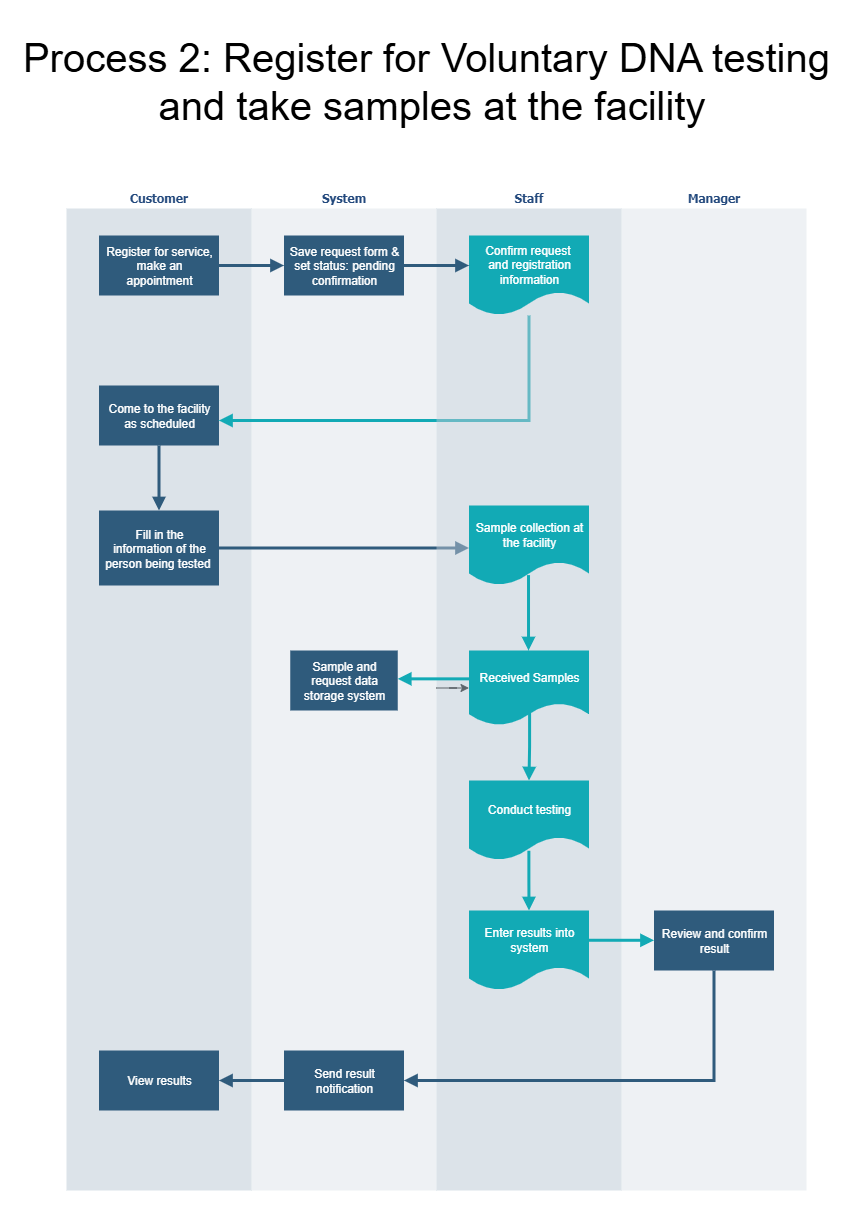 Process 2: Register for Voluntary DNA testing
and take samples at the facility
Customer
System
Staff
Manager
Register for service,
make an
appointment
Save request form &
set status: pending
confirmation
Confirm request
and registration
information
Come to the facility
as scheduled
Fill in the
information of the
person being tested
Sample collection at
the facility
Sample and
request data
storage system
Received Samples
Conduct testing
Enter results into
system
Review and confirm
result
View results
Send result
notification